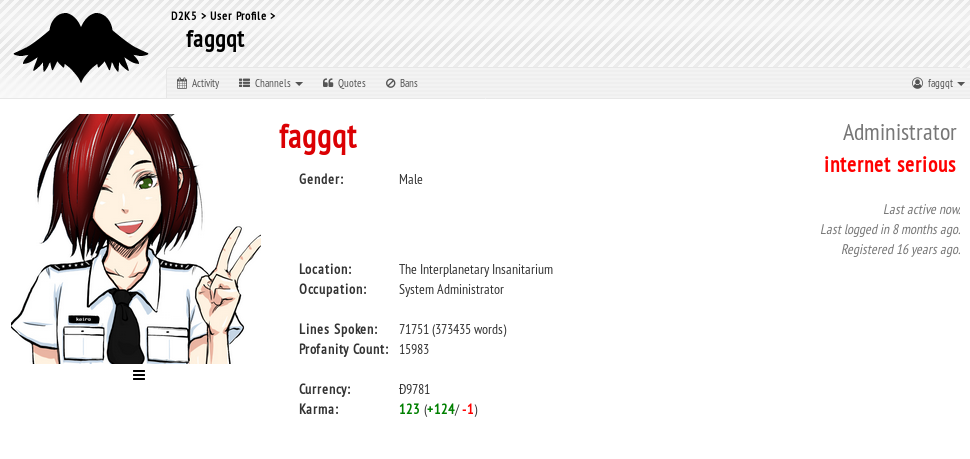 D2K5 > User Profile >
faggqt
Activity
Channels
Quotes
Bans
faggqt
faggqt
Administrator
internet serious
Gender: Male
Last active now.
Last logged in 8 months ago.
Registered 16 years ago.
Location: The Interplanetary Insanitarium
Occupation: System Administrator
Lines Spoken: 71751 (373435 words)
Profanity Count: 15983
Currency: Ð9781
Karma: 123 (+124/ -1)